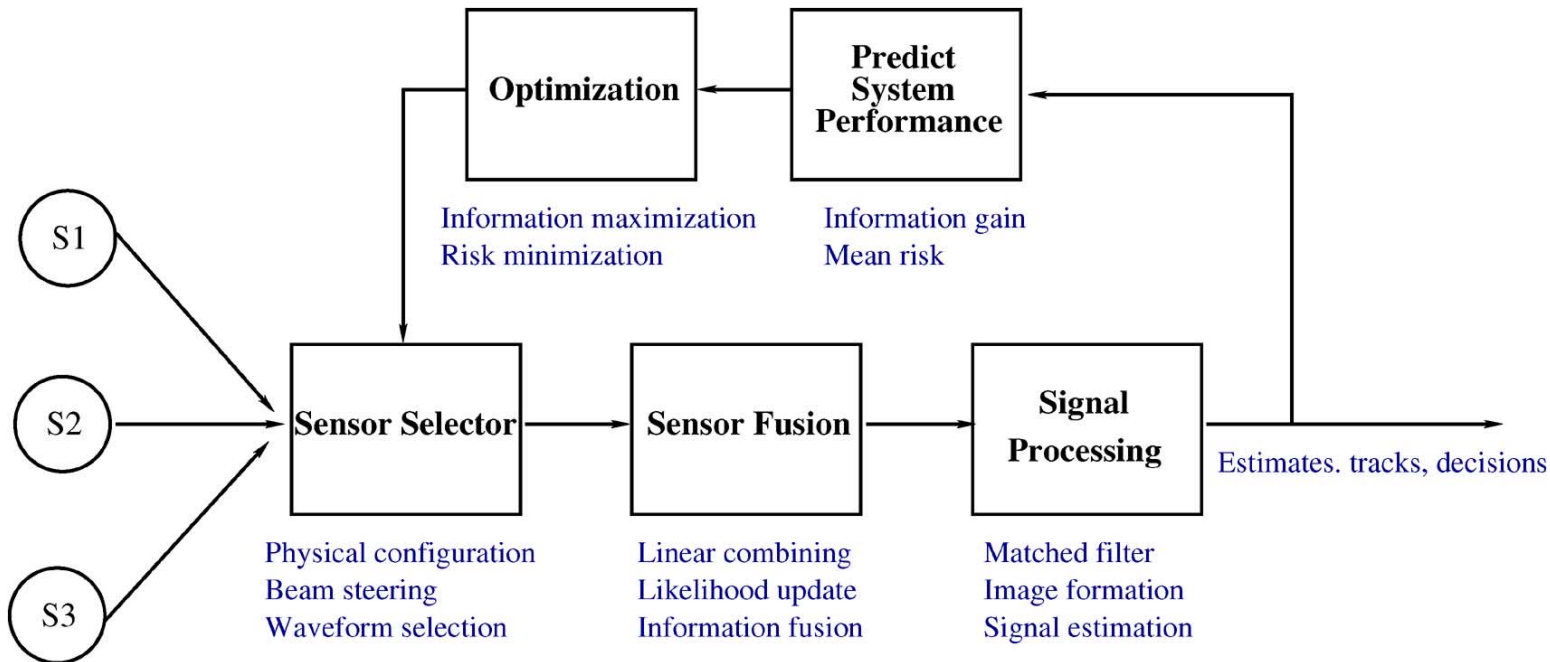 Optimization
Predict
System
Performance
Information maximization
Risk minimization
Information gain
Mean risk
S1
S2
S3
Sensor Selector
Sensor Fusion
Signal
Processing
Estimates. tracks, decisions
Physical configuration
Beam steering
Waveform selection
Linear combining
Likelihood update
Information fusion
Matched filter
Image formation
Signal estimation